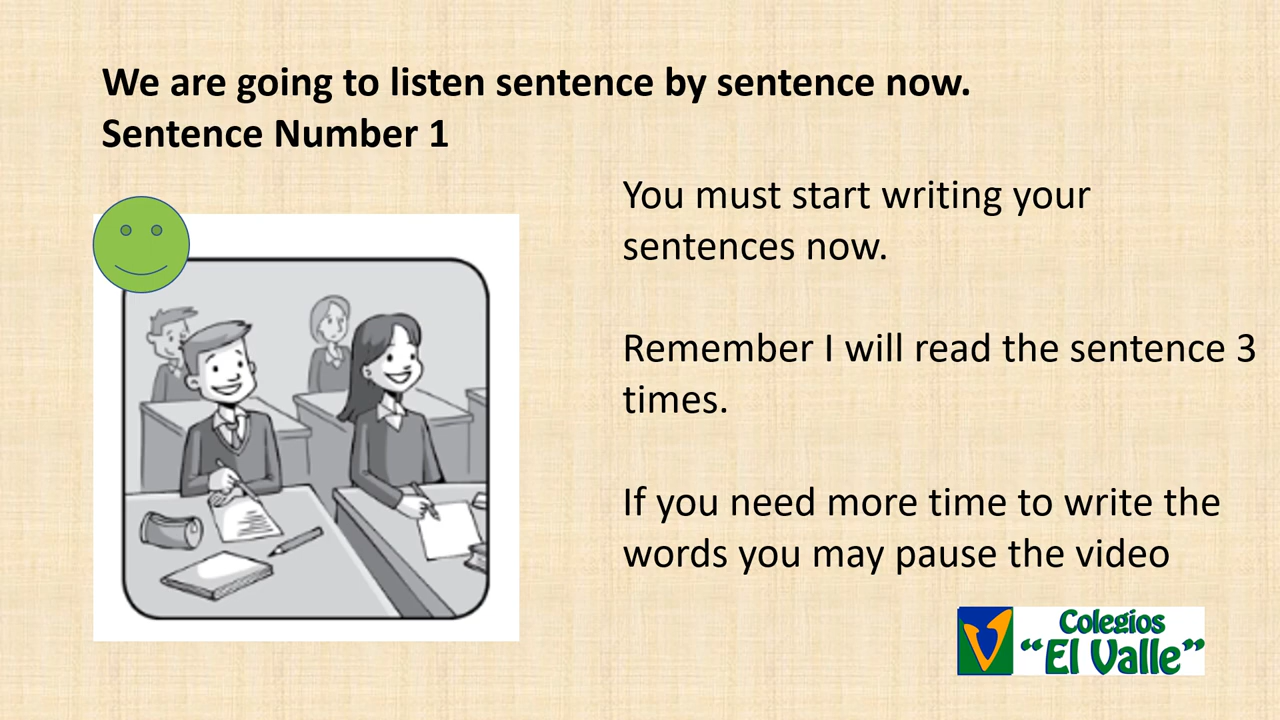 We are going to listen sentence by sentence now.
Sentence Number 1
You must start writing your
sentences now.
Remember I will read the sentence 3
times.
If you need more time to write the
words you may pause the video
Colegios
“El Valle”